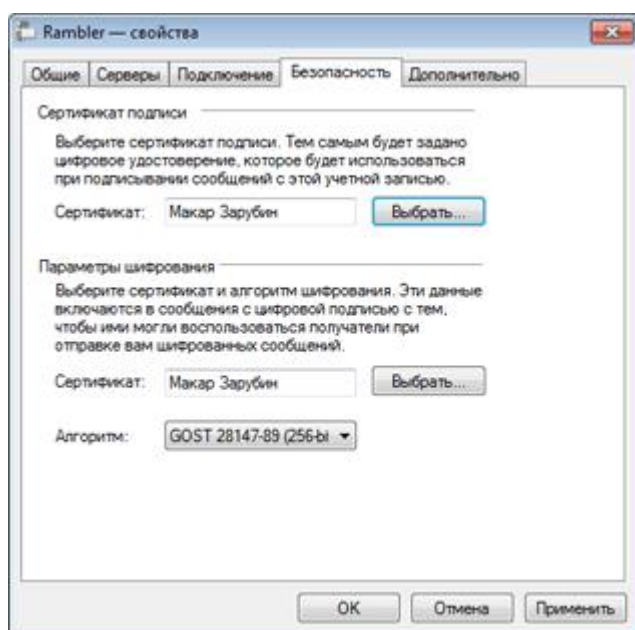 Rambler — свойства
Общие Серверы Подключение Безопасность Дополнительно
Сертификат подписи
Выберите сертификат подписи. Тем самым будет задано
цифровое удостоверение, которое будет использоваться
при подписывании сообщений с этой учетной записью.
Сертификат: Макар Зарубин Выбрать...
Параметры шифрования
Выберите сертификат и алгоритм шифрования. Эти данные
включаются в сообщения с цифровой подписью с тем,
чтобы ими могли воспользоваться получатели при
отправке вам шифрованных сообщений.
Сертификат: Макар Зарубин Выбрать...
Алгоритм: GOST 28147-89 (256-bi
OK Отмена Применить